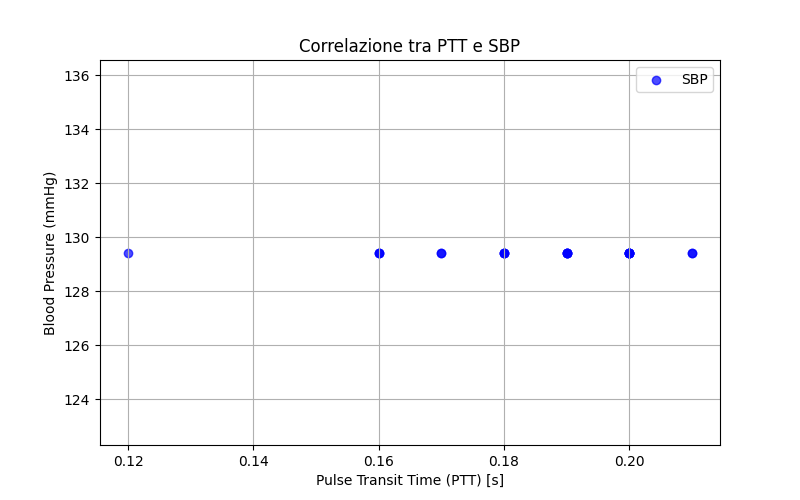 Correlazione tra PTT e SBP
SBP
Blood Pressure (mmHg)
136
134
132
130
128
126
124
0.12 0.14 0.16 0.18 0.20
Pulse Transit Time (PTT) [s]